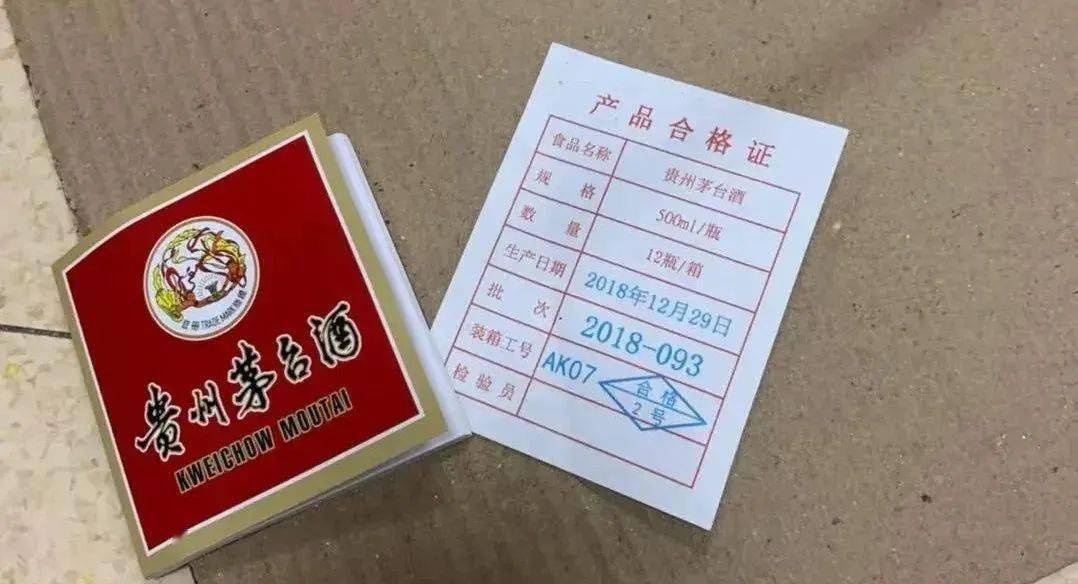 TRADE MARK
貴州茅台酒
KWEICHOW MOUTAI
产品合格证
食品名称 贵州茅台酒
规格 500ml/瓶
数量 12瓶/箱
生产日期 2018年12月29日
批次 2018-093
装箱工号 AK07
检验员 合格
2号